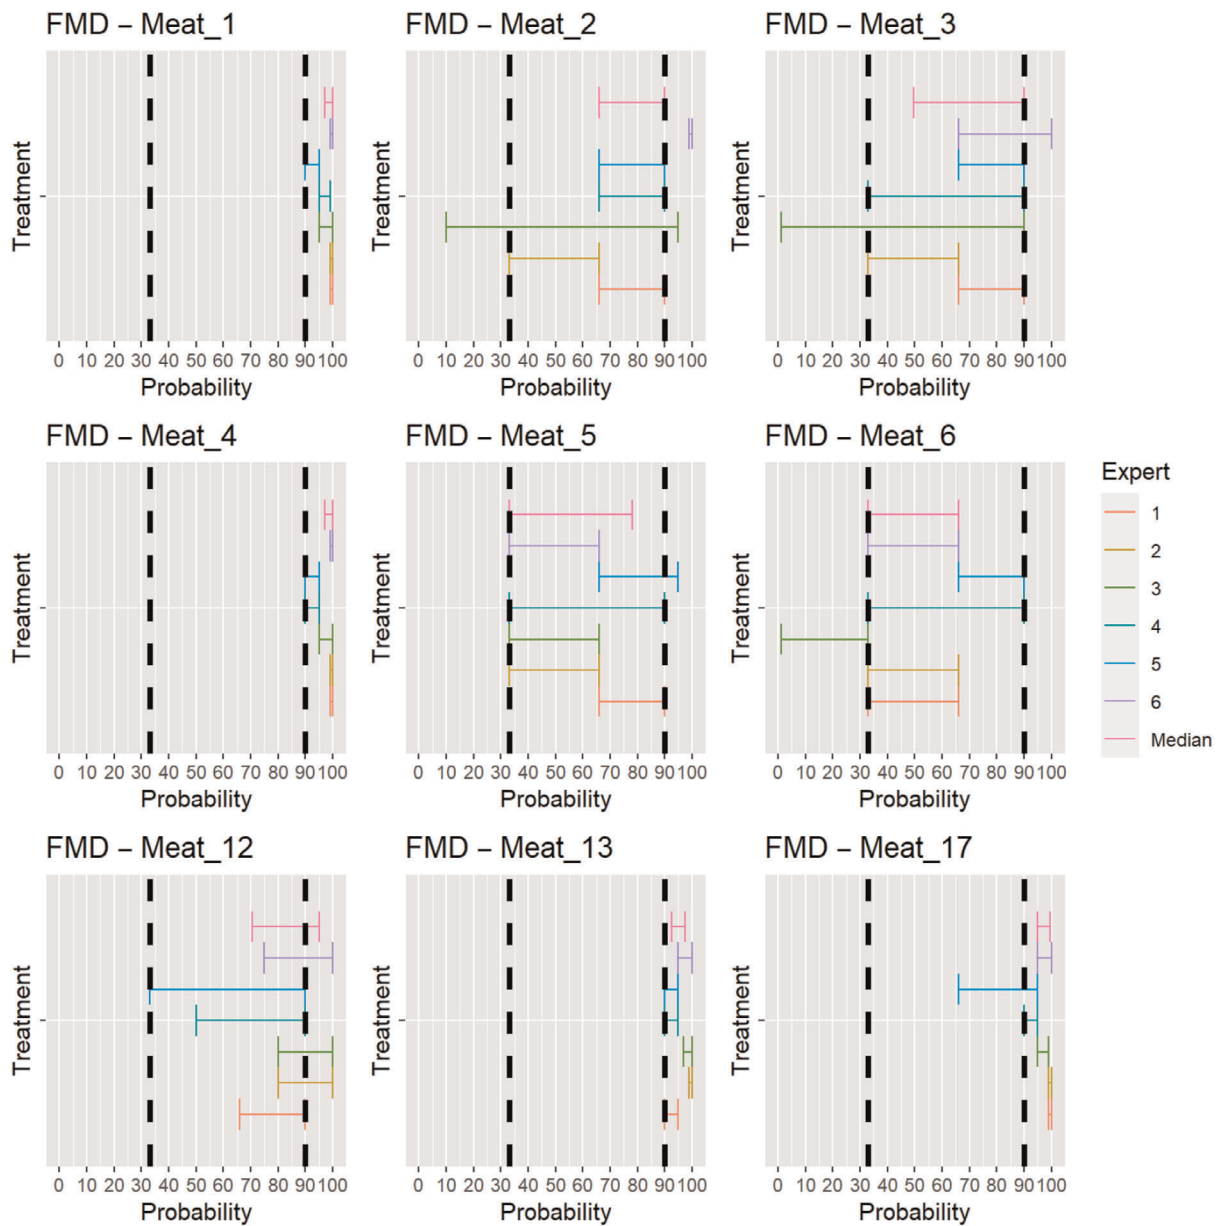 FMD – Meat_1
FMD – Meat_2
FMD – Meat_3
Treatment
Treatment
Treatment
0 10 20 30 40 50 60 70 80 90 100
0 10 20 30 40 50 60 70 80 90 100
0 10 20 30 40 50 60 70 80 90 100
Probability
Probability
Probability
FMD – Meat_4
FMD – Meat_5
FMD – Meat_6
Treatment
Treatment
Treatment
0 10 20 30 40 50 60 70 80 90 100
0 10 20 30 40 50 60 70 80 90 100
0 10 20 30 40 50 60 70 80 90 100
Probability
Probability
Probability
Expert
1
2
3
4
5
6
Median
FMD – Meat_12
FMD – Meat_13
FMD – Meat_17
Treatment
Treatment
Treatment
0 10 20 30 40 50 60 70 80 90 100
0 10 20 30 40 50 60 70 80 90 100
0 10 20 30 40 50 60 70 80 90 100
Probability
Probability
Probability